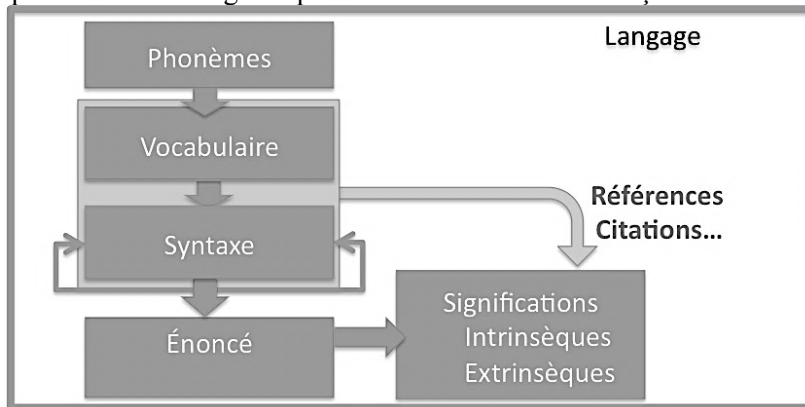 Langage
Phonèmes
Vocabulaire
Syntaxe
Énoncé
Références
Citations...
Significations
Intrinsèques
Extrinsèques